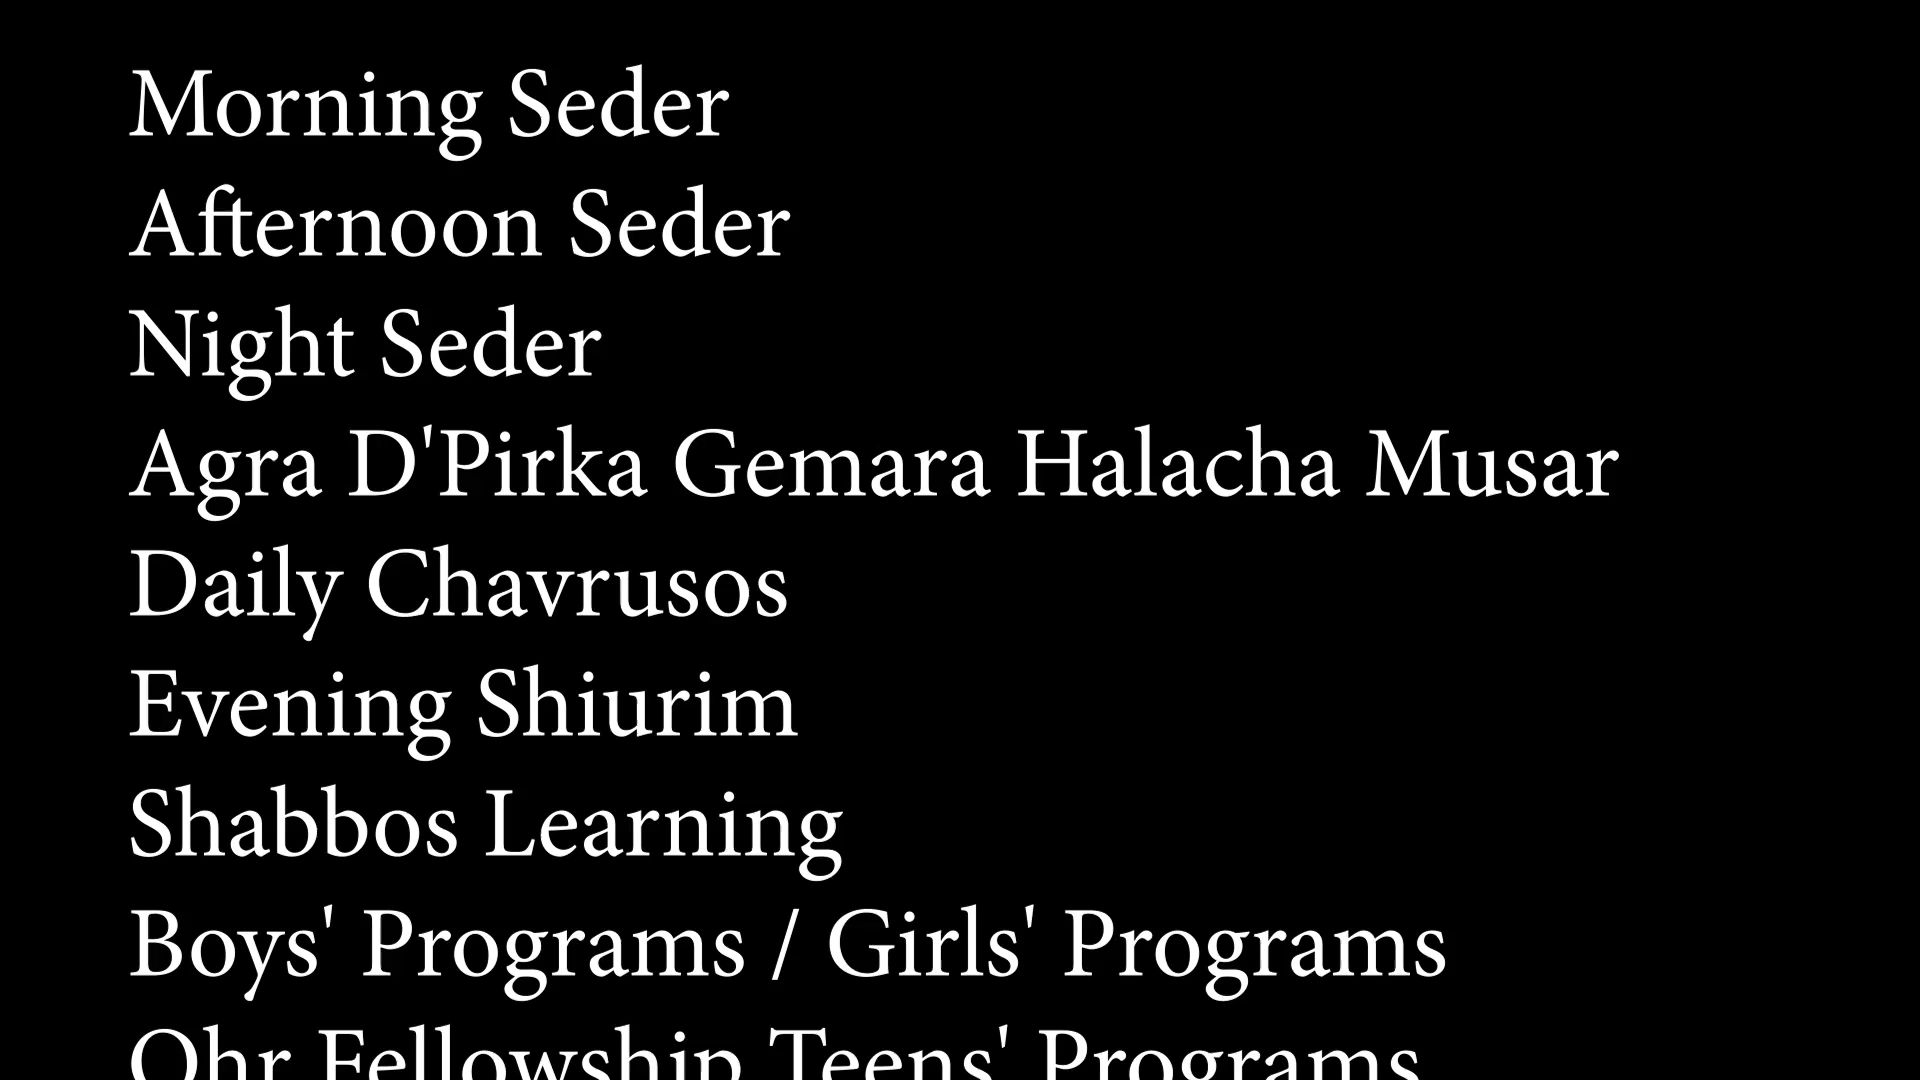 Morning Seder
Afternoon Seder
Night Seder
Agra D'Pirka Gemara Halacha Musar
Daily Chavrusos
Evening Shiurim
Shabbos Learning
Boys' Programs / Girls' Programs
Ohr Fellowship Teens' Programs